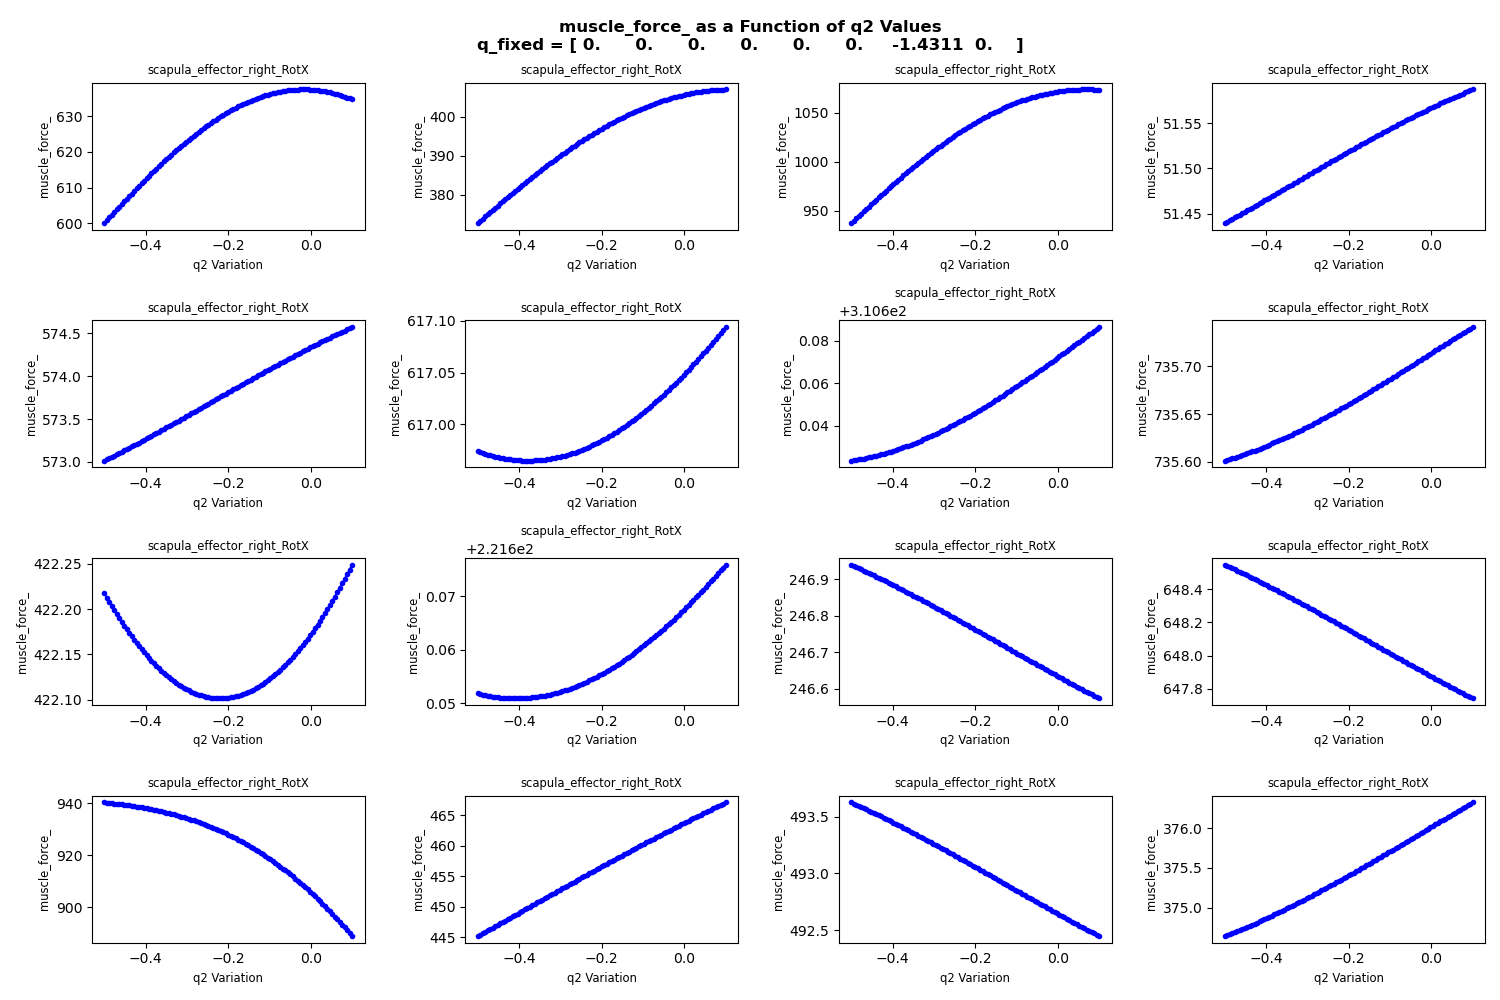 muscle_force_ as a Function of q2 Values
q_fixed = [ 0. 0. 0. 0. 0. 0. -1.4311 0. ]
scapula_effector_right_RotX
muscle_force_
630
620
610
600
−0.4 −0.2 0.0
q2 Variation
scapula_effector_right_RotX
muscle_force_
400
390
380
−0.4 −0.2 0.0
q2 Variation
scapula_effector_right_RotX
muscle_force_
1050
1000
950
−0.4 −0.2 0.0
q2 Variation
scapula_effector_right_RotX
muscle_force_
51.55
51.50
51.45
−0.4 −0.2 0.0
q2 Variation
scapula_effector_right_RotX
muscle_force_
574.5
574.0
573.5
573.0
−0.4 −0.2 0.0
q2 Variation
scapula_effector_right_RotX
muscle_force_
617.10
617.05
617.00
−0.4 −0.2 0.0
q2 Variation
scapula_effector_right_RotX
+3.106e2
muscle_force_
0.08
0.06
0.04
−0.4 −0.2 0.0
q2 Variation
scapula_effector_right_RotX
muscle_force_
735.70
735.65
735.60
−0.4 −0.2 0.0
q2 Variation
scapula_effector_right_RotX
muscle_force_
422.25
422.20
422.15
422.10
−0.4 −0.2 0.0
q2 Variation
scapula_effector_right_RotX
+2.216e2
muscle_force_
0.07
0.06
0.05
−0.4 −0.2 0.0
q2 Variation
scapula_effector_right_RotX
muscle_force_
246.9
246.8
246.7
246.6
−0.4 −0.2 0.0
q2 Variation
scapula_effector_right_RotX
muscle_force_
648.4
648.2
648.0
647.8
−0.4 −0.2 0.0
q2 Variation
scapula_effector_right_RotX
muscle_force_
940
920
900
−0.4 −0.2 0.0
q2 Variation
scapula_effector_right_RotX
muscle_force_
465
460
455
450
445
−0.4 −0.2 0.0
q2 Variation
scapula_effector_right_RotX
muscle_force_
493.5
493.0
492.5
−0.4 −0.2 0.0
q2 Variation
scapula_effector_right_RotX
muscle_force_
376.0
375.5
375.0
−0.4 −0.2 0.0
q2 Variation